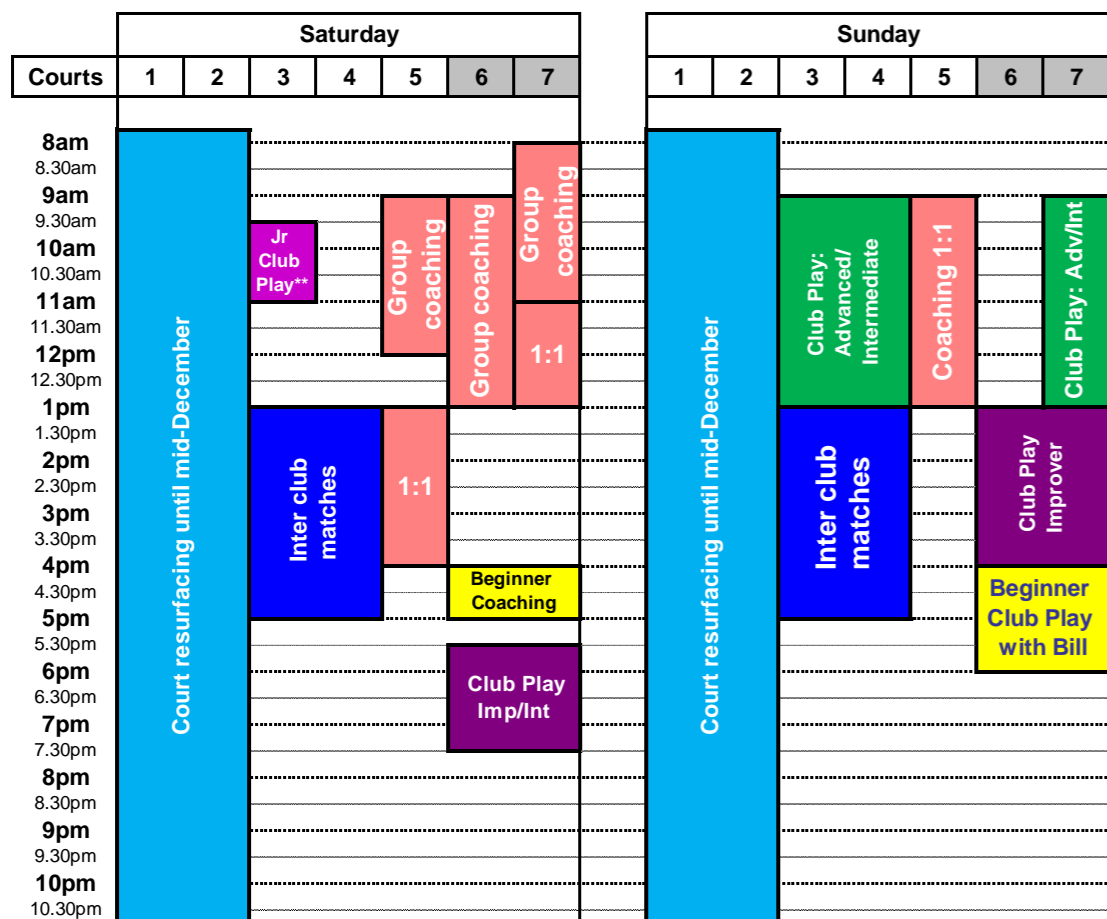 Saturday
Sunday
Courts 1 2 3 4 5 6 7 1 2 3 4 5 6 7
8am
8.30am
9am
9.30am
10am
10.30am
11am
11.30am
12pm
12.30pm
1pm
1.30pm
2pm
2.30pm
3pm
3.30pm
4pm
4.30pm
5pm
5.30pm
6pm
6.30pm
7pm
7.30pm
8pm
8.30pm
9pm
9.30pm
10pm
10.30pm
Court resurfacing until mid-December
Jr
Club
Play**
Group
coaching
Group coaching
Group
coaching
1:1
Inter club
matches
1:1
Beginner
Coaching
Club Play
Imp/Int
Court resurfacing until mid-December
Club Play:
Advanced/
Intermediate
Coaching 1:1
Club Play: Adv/Int
Inter club
matches
Club Play
Improver
Beginner
Club Play
with Bill